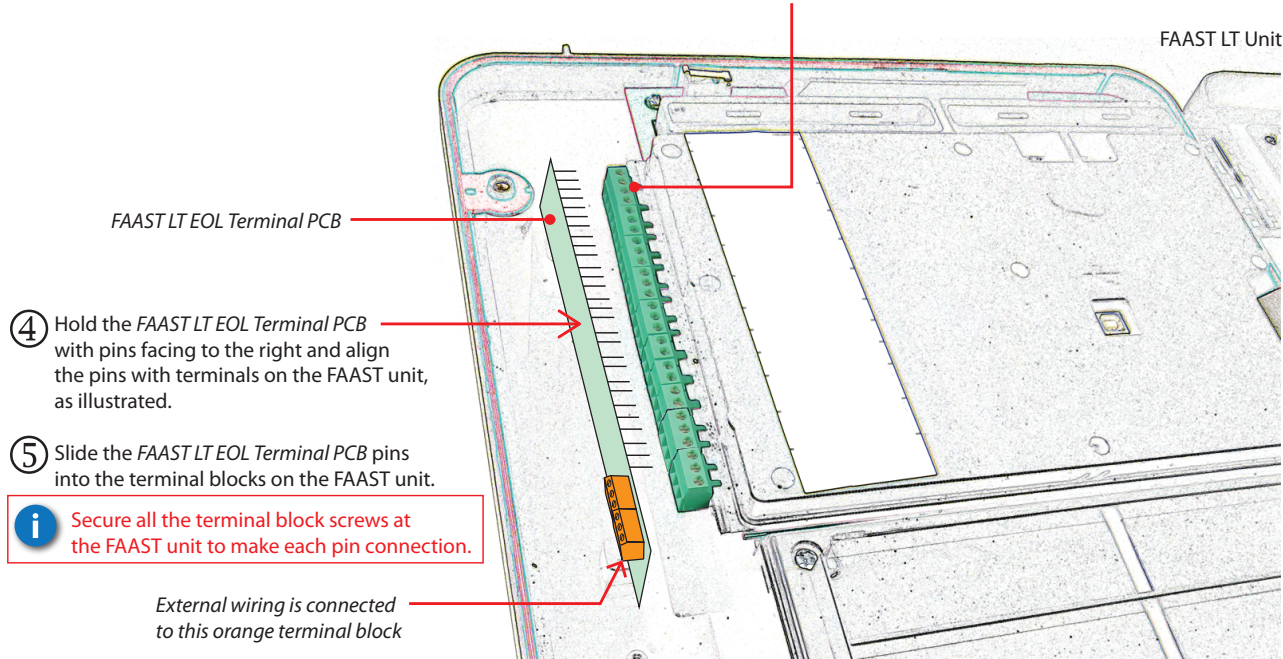 FAAST LT Unit
FAAST LT EOL Terminal PCB
④ Hold the FAAST LT EOL Terminal PCB
with pins facing to the right and align
the pins with terminals on the FAAST unit,
as illustrated.
⑤ Slide the FAAST LT EOL Terminal PCB pins
into the terminal blocks on the FAAST unit.
i Secure all the terminal block screws at
the FAAST unit to make each pin connection.
External wiring is connected
to this orange terminal block